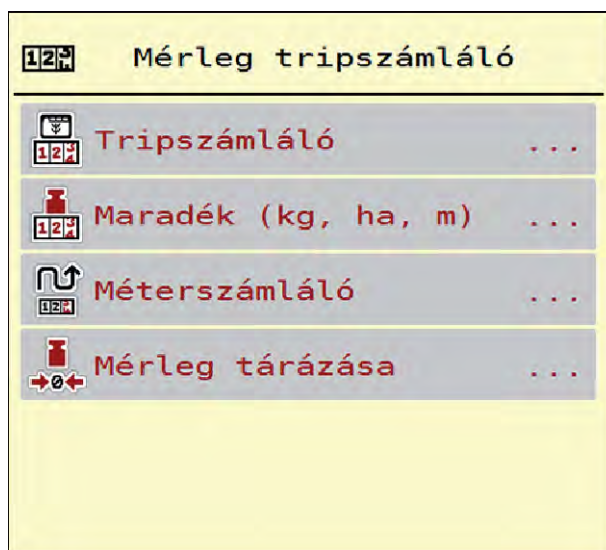 Mérleg tripszámláló
Tripszámláló ...
Maradék (kg, ha, m) ...
Méterszámláló ...
Mérleg tárázása ...